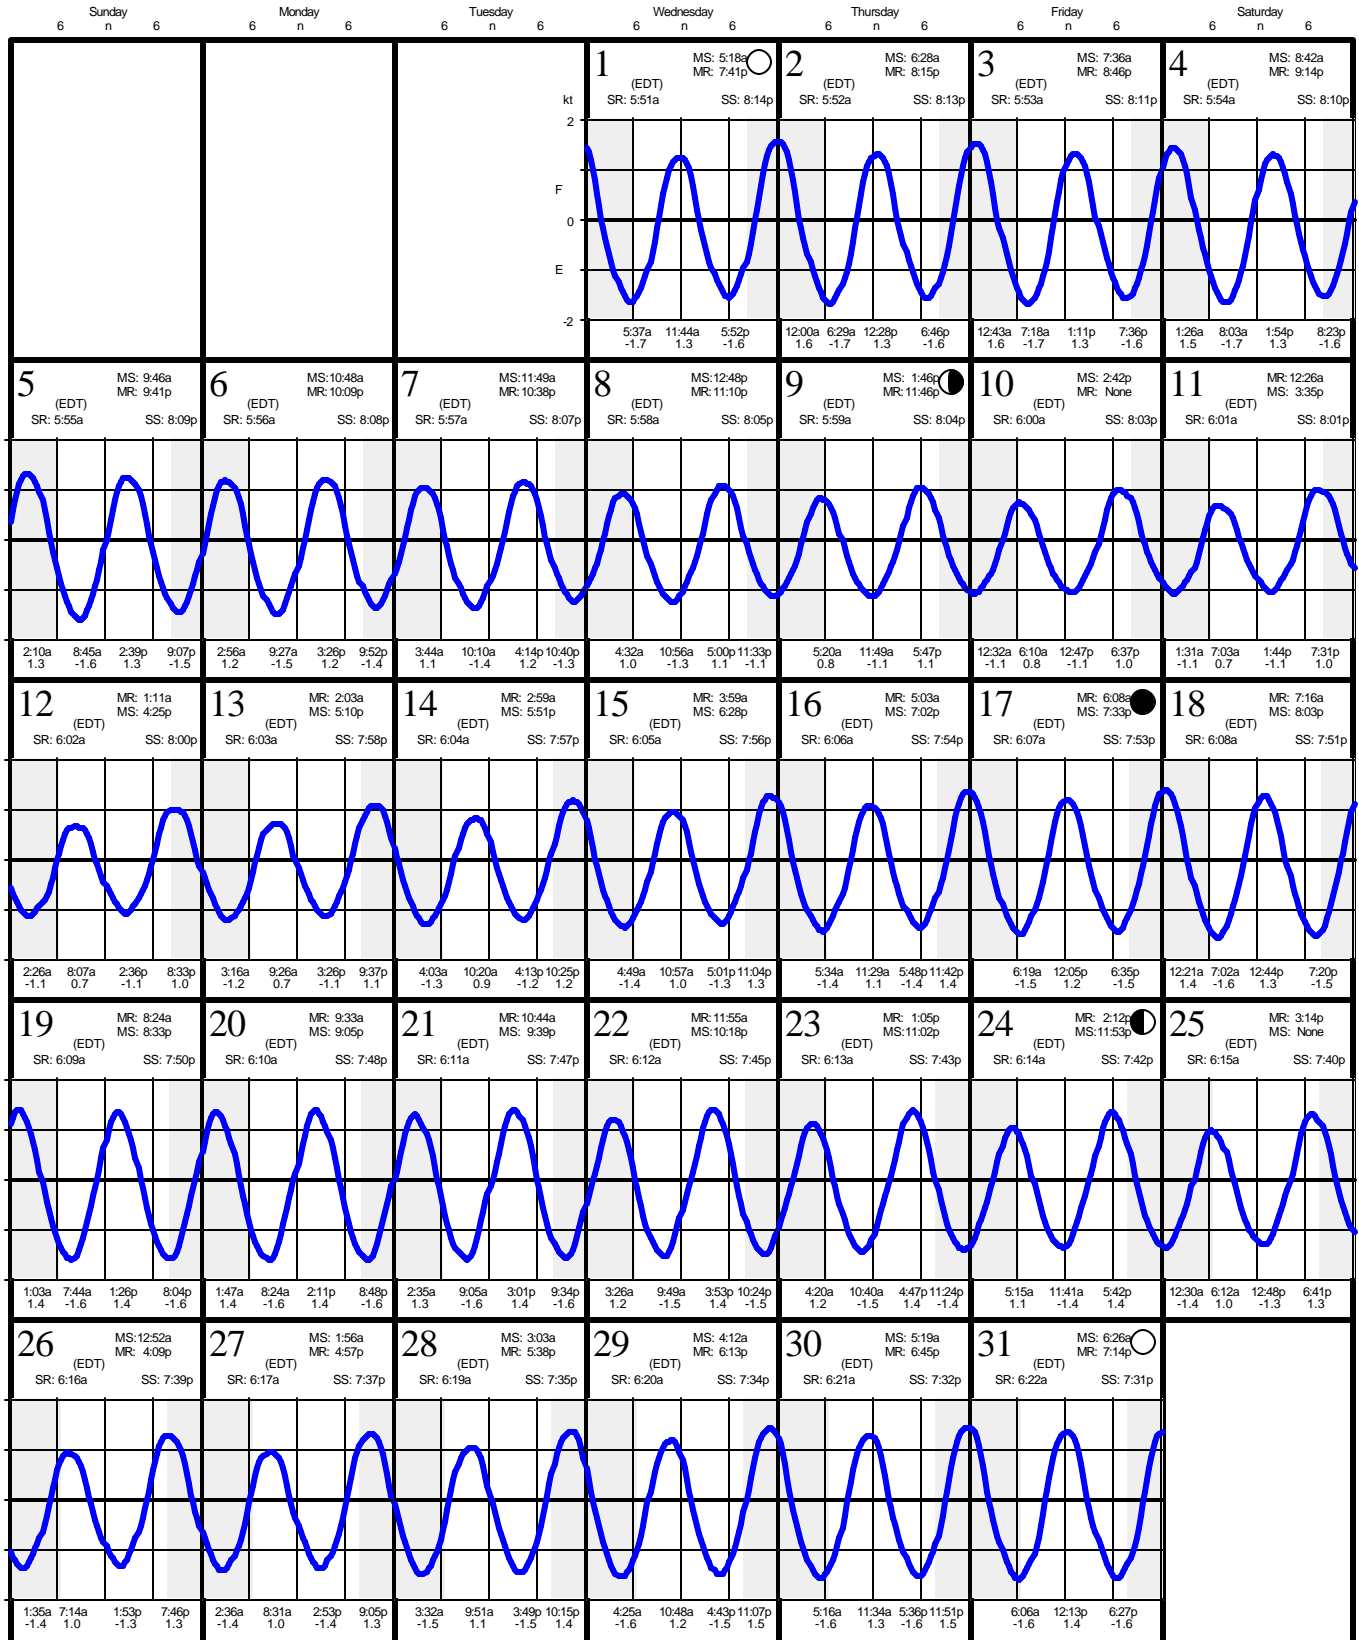 Sunday Monday Tuesday Wednesday Thursday Friday Saturday
6 n 6 6 n 6 6 n 6 6 n 6 6 n 6 6 n 6 6 n 6
1 MS: 5:18a
MR: 7:41p
(EDT)
SR: 5:51a SS: 8:14p
2 MS: 6:28a
MR: 8:15p
(EDT)
SR: 5:52a SS: 8:13p
3 MS: 7:36a
MR: 8:46p
(EDT)
SR: 5:53a SS: 8:11p
4 MS: 8:42a
MR: 9:14p
(EDT)
SR: 5:54a SS: 8:10p
kt
2
F
0
E
-2
5:37a 11:44a 5:52p
-1.7 1.3 -1.6
12:00a 6:29a 12:28p 6:46p
1.6 -1.7 1.3 -1.6
12:43a 7:18a 1:11p 7:36p
1.6 -1.7 1.3 -1.6
1:26a 8:03a 1:54p 8:23p
1.5 -1.7 1.3 -1.6
5 MS: 9:46a
MR: 9:41p
(EDT)
SR: 5:55a SS: 8:09p
2:10a 8:45a 2:39p 9:07p
1.3 -1.6 1.3 -1.5
6 MS:10:48a
MR:10:09p
(EDT)
SR: 5:56a SS: 8:08p
2:56a 9:27a 3:26p 9:52p
1.2 -1.5 1.2 -1.4
7 MS:11:49a
MR:10:38p
(EDT)
SR: 5:57a SS: 8:07p
3:44a 10:10a 4:14p 10:40p
1.1 -1.4 1.2 -1.3
8 MS:12:48p
MR:11:10p
(EDT)
SR: 5:58a SS: 8:05p
4:32a 10:56a 5:00p 11:33p
1.0 -1.3 1.1 -1.1
9 MS: 1:46p
MR:11:46p
(EDT)
SR: 5:59a SS: 8:04p
5:20a 11:49a 5:47p
0.8 -1.1 1.1
10 MS: 2:42p
MR: None
(EDT)
SR: 6:00a SS: 8:03p
12:32a 6:10a 12:47p 6:37p
-1.1 0.8 -1.1 1.0
11 MR:12:26a
MS: 3:35p
(EDT)
SR: 6:01a SS: 8:01p
1:31a 7:03a 1:44p 7:31p
-1.1 0.7 -1.1 1.0
12 MR: 1:11a
MS: 4:25p
(EDT)
SR: 6:02a SS: 8:00p
2:26a 8:07a 2:36p 8:33p
-1.1 0.7 -1.1 1.0
13 MR: 2:03a
MS: 5:10p
(EDT)
SR: 6:03a SS: 7:58p
3:16a 9:26a 3:26p 9:37p
-1.2 0.7 -1.1 1.1
14 MR: 2:59a
MS: 5:51p
(EDT)
SR: 6:04a SS: 7:57p
4:03a 10:20a 4:13p 10:25p
-1.3 0.9 -1.2 1.2
15 MR: 3:59a
MS: 6:28p
(EDT)
SR: 6:05a SS: 7:56p
4:49a 10:57a 5:01p 11:04p
-1.4 1.0 -1.3 1.3
16 MR: 5:03a
MS: 7:02p
(EDT)
SR: 6:06a SS: 7:54p
5:34a 11:29a 5:48p 11:42p
-1.4 1.1 -1.4 1.4
17 MR: 6:08a
MS: 7:33p
(EDT)
SR: 6:07a SS: 7:53p
6:19a 12:05p 6:35p
-1.5 1.2 -1.5
18 MR: 7:16a
MS: 8:03p
(EDT)
SR: 6:08a SS: 7:51p
12:21a 7:02a 12:44p 7:20p
1.4 -1.6 1.3 -1.5
19 MR: 8:24a
MS: 8:33p
(EDT)
SR: 6:09a SS: 7:50p
1:03a 7:44a 1:26p 8:04p
1.4 -1.6 1.4 -1.6
20 MR: 9:33a
MS: 9:05p
(EDT)
SR: 6:10a SS: 7:48p
1:47a 8:24a 2:11p 8:48p
1.4 -1.6 1.4 -1.6
21 MR:10:44a
MS: 9:39p
(EDT)
SR: 6:11a SS: 7:47p
2:35a 9:05a 3:01p 9:34p
1.3 -1.6 1.4 -1.6
22 MR:11:55a
MS:10:18p
(EDT)
SR: 6:12a SS: 7:45p
3:26a 9:49a 3:53p 10:24p
1.2 -1.5 1.4 -1.5
23 MR: 1:05p
MS:11:02p
(EDT)
SR: 6:13a SS: 7:43p
4:20a 10:40a 4:47p 11:24p
1.2 -1.5 1.4 -1.4
24 MR: 2:12p
MS:11:53p
(EDT)
SR: 6:14a SS: 7:42p
5:15a 11:41a 5:42p
1.1 -1.4 1.4
25 MR: 3:14p
MS: None
(EDT)
SR: 6:15a SS: 7:40p
12:30a 6:12a 12:48p 6:41p
-1.4 1.0 -1.3 1.3
26 MS:12:52a
MR: 4:09p
(EDT)
SR: 6:16a SS: 7:39p
1:35a 7:14a 1:53p 7:46p
-1.4 1.0 -1.3 1.3
27 MS: 1:56a
MR: 4:57p
(EDT)
SR: 6:17a SS: 7:37p
2:36a 8:31a 2:53p 9:05p
-1.4 1.0 -1.4 1.3
28 MS: 3:03a
MR: 5:38p
(EDT)
SR: 6:19a SS: 7:35p
3:32a 9:51a 3:49p 10:15p
-1.5 1.1 -1.5 1.4
29 MS: 4:12a
MR: 6:13p
(EDT)
SR: 6:20a SS: 7:34p
4:25a 10:48a 4:43p 11:07p
-1.6 1.2 -1.5 1.5
30 MS: 5:19a
MR: 6:45p
(EDT)
SR: 6:21a SS: 7:32p
5:16a 11:34a 5:36p 11:51p
-1.6 1.3 -1.6 1.5
31 MS: 6:26a
MR: 7:14p
(EDT)
SR: 6:22a SS: 7:31p
6:06a 12:13p 6:27p
-1.6 1.4 -1.6